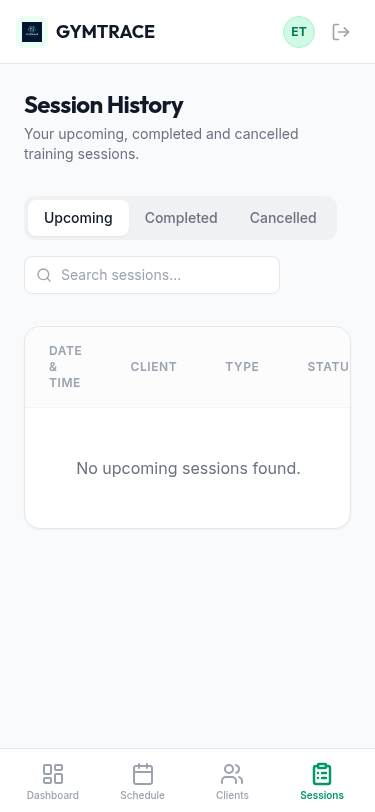 GYMTRACE
ET
Session History
Your upcoming, completed and cancelled
training sessions.
Upcoming Completed Cancelled
Search sessions...
DATE
&
TIME
CLIENT TYPE STATU
No upcoming sessions found.
Dashboard Schedule Clients Sessions